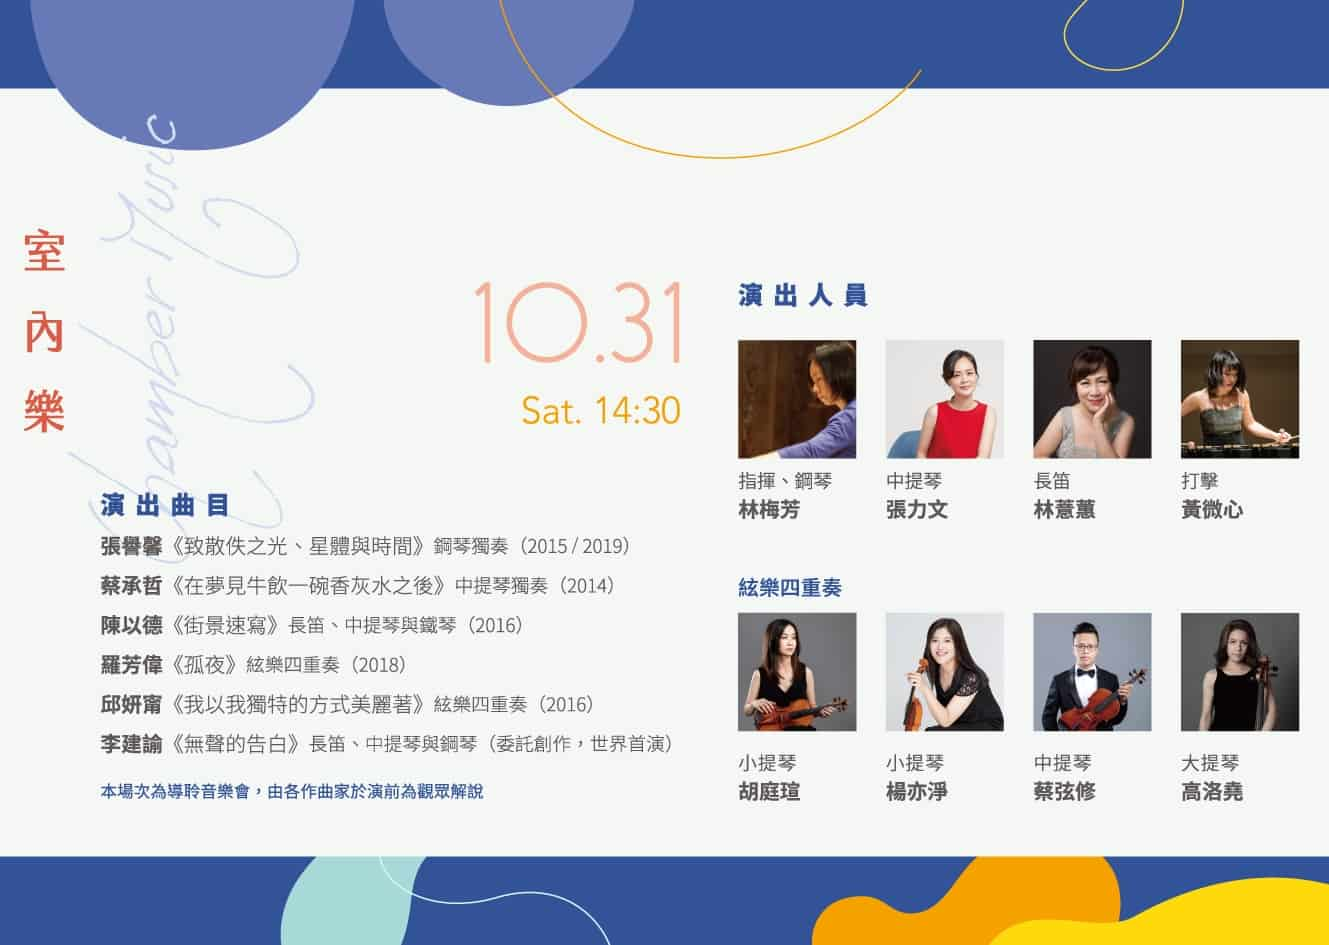 室內樂
Chamber Music
10.31
Sat. 14:30
演出曲目
張譽馨《致散佚之光、星體與時間》鋼琴獨奏（2015 / 2019）
蔡承哲《在夢見牛飲一碗香灰水之後》中提琴獨奏（2014）
陳以德《街景速寫》長笛、中提琴與鐵琴（2016）
羅芳偉《孤夜》絃樂四重奏（2018）
邱妍甯《我以我獨特的方式美麗著》絃樂四重奏（2016）
李建諭《無聲的告白》長笛、中提琴與鋼琴（委託創作，世界首演）
本場次為導聆音樂會，由各作曲家於演前為觀眾解說
演出人員
指揮、鋼琴
林梅芳
中提琴
張力文
長笛
林薏蕙
打擊
黃微心
絃樂四重奏
小提琴
胡庭瑄
小提琴
楊亦淨
中提琴
蔡弦修
大提琴
高洛堯